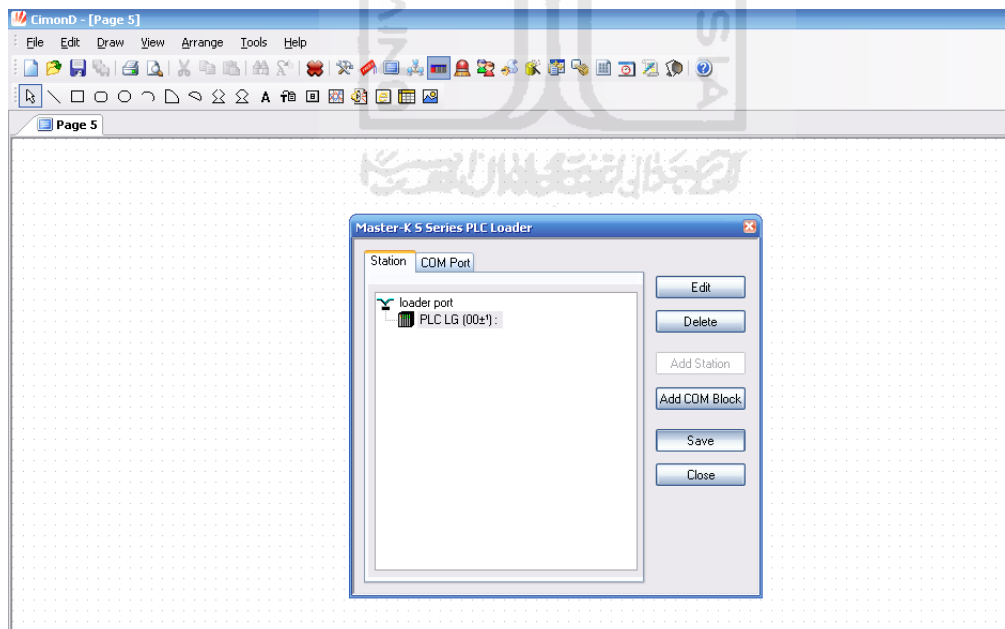 CimonD - [Page 5]
File Edit Draw View Arrange Tools Help
A
Page 5
Master-K S Series PLC Loader
Station COM Port
Edit
loader port
PLC LG (00±¹) :
Delete
Add Station
Add COM Block
Save
Close